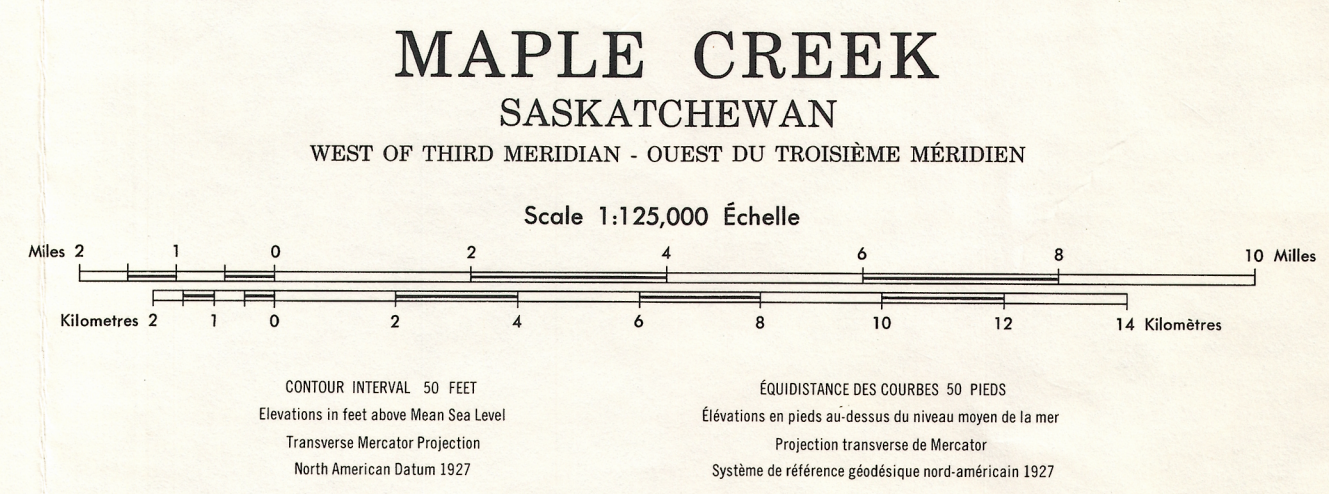 MAPLE CREEK
SASKATCHEWAN
WEST OF THIRD MERIDIAN - OUEST DU TROISIÈME MÉRIDIEN
Scale 1:125,000 Échelle
Miles 2 1 0 2 4 6 8 10 Milles
Kilometres 2 1 0 2 4 6 8 10 12 14 Kilomètres
CONTOUR INTERVAL 50 FEET
Elevations in feet above Mean Sea Level
Transverse Mercator Projection
North American Datum 1927
ÉQUIDISTANCE DES COURBES 50 PIEDS
Élévations en pieds au-dessus du niveau moyen de la mer
Projection transverse de Mercator
Système de référence géodésique nord-américain 1927